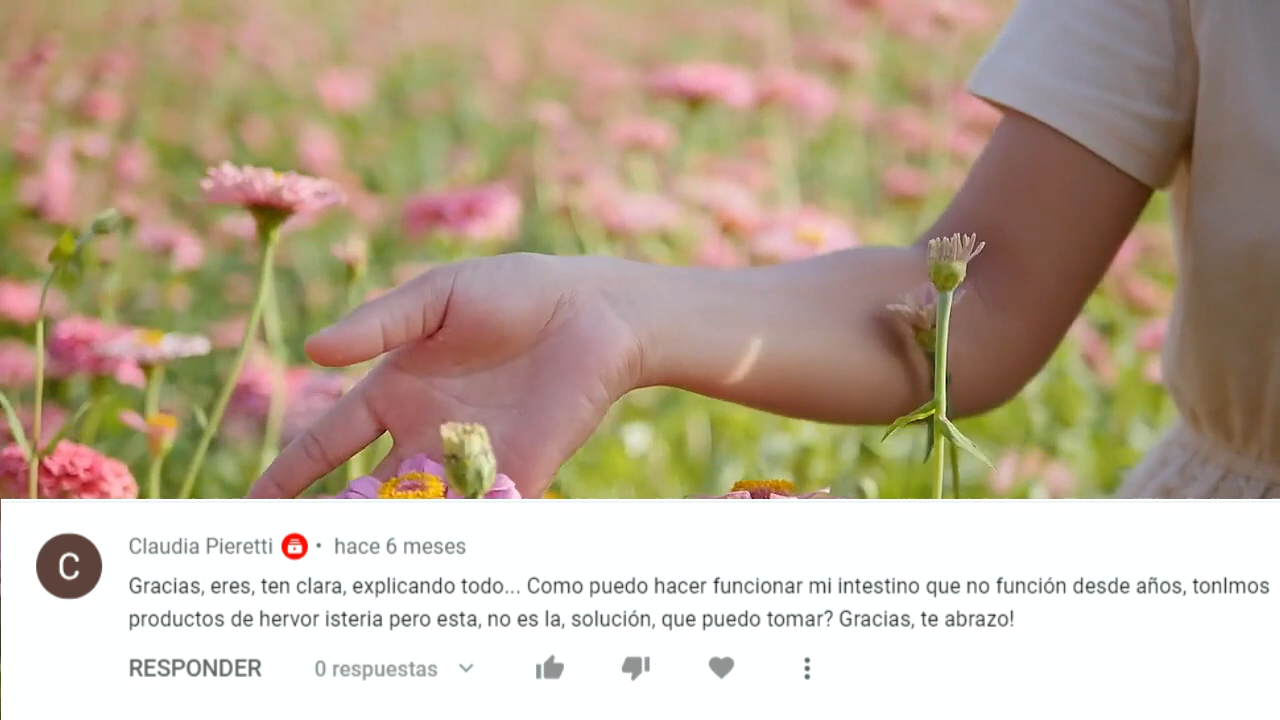 C
Claudia Pieretti • hace 6 meses
Gracias, eres, ten clara, explicando todo... Como puedo hacer funcionar mi intestino que no función desde años, tonlmos
productos de hervor isteria pero esta, no es la, solución, que puedo tomar? Gracias, te abrazo!
RESPONDER 0 respuestas